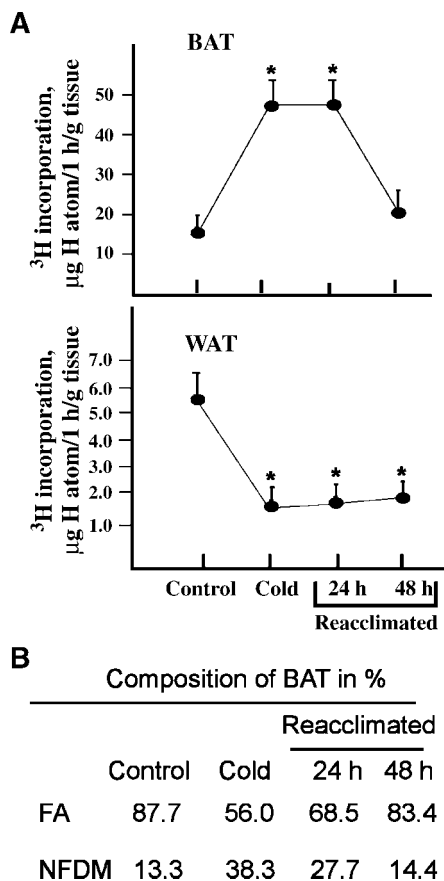 A
BAT
³H incorporation,
µg H atom/1 h/g tissue
50
40
30
20
10
*
*
WAT
³H incorporation,
µg H atom/1 h/g tissue
7.0
6.0
5.0
4.0
3.0
2.0
1.0
*
*
*
Control Cold 24 h 48 h
Reacclimated
B
Composition of BAT in %
Reacclimated
Control Cold 24 h 48 h
FA 87.7 56.0 68.5 83.4
NFDM 13.3 38.3 27.7 14.4